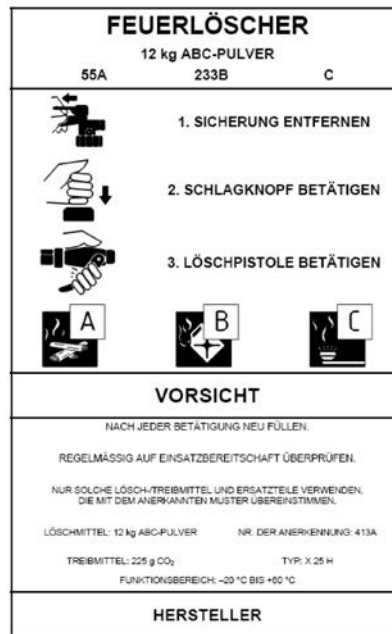 FEUERLÖSCHER
12 kg ABC-PULVER
55A 233B C
1. SICHERUNG ENTFERNEN
2. SCHLAGKNOPF BETÄTIGEN
3. LÖSCHPISTOLE BETÄTIGEN
A B C
VORSICHT
NACH JEDER BETÄTIGUNG NEU FÜLLEN.
REGELMÄSSIG AUF EINSATZBEREITSCHAFT ÜBERPRÜFEN.
NUR SOLCHE LÖSCH-/TREIBMITTEL UND ERSATZTEILE VERWENDEN,
DIE MIT DEM ANERKANNTEN MUSTER ÜBEREINSTIMMEN.
LÖSCHMITTEL: 12 kg ABC-PULVER NR. DER ANERKENNUNG: 413A
TREIBMITTEL: 225 g CO₂ TYP: X 25 H
FUNKTIONSBEREICH: –20 °C BIS +60 °C
HERSTELLER